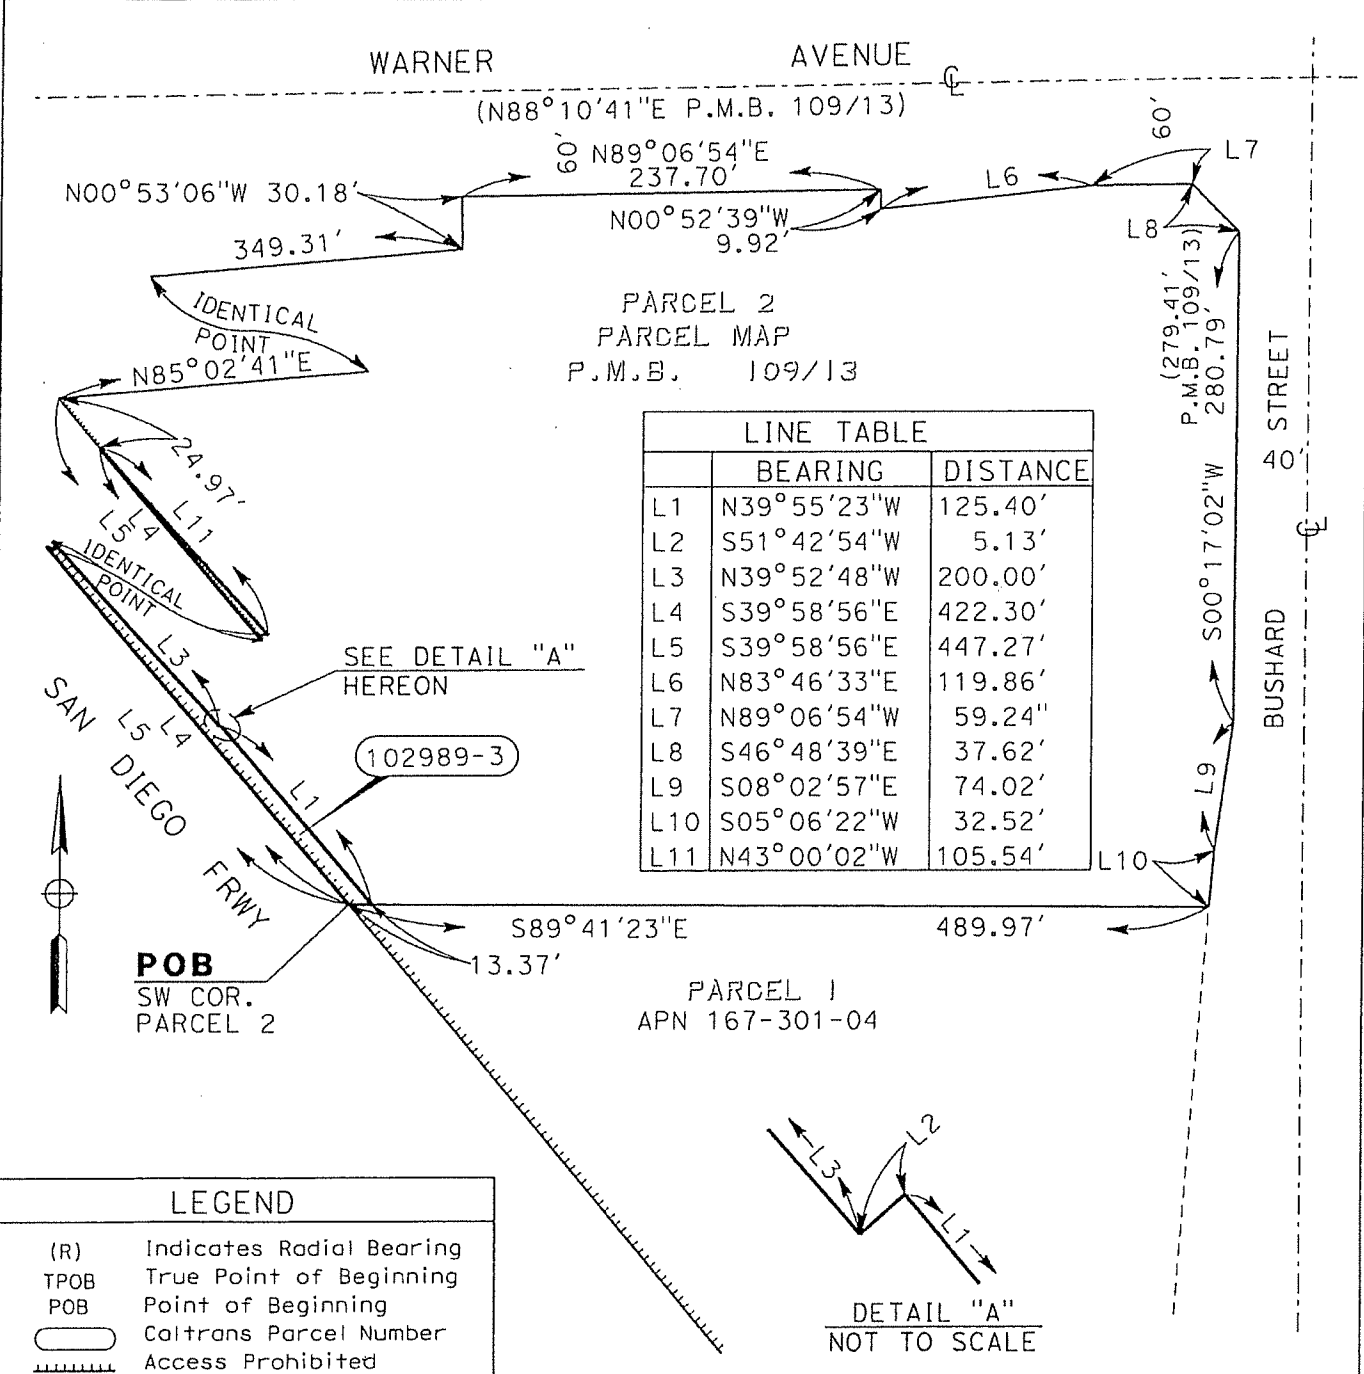 WARNER AVENUE
(N88°10'41"E P.M.B. 109/13)
60'
60'
N89°06'54"E
237.70'
L7
L6
N00°53'06"W 30.18'
N00°52'39"W
9.92'
L8
349.31'
(279.41'
P.M.B. 109/13)
280.79'
IDENTICAL
POINT
PARCEL 2
PARCEL MAP
P.M.B. 109/13
N85°02'41"E
STREET
40'
24.97'
L11
L4
L5
LINE TABLE
BEARING DISTANCE
L1 N39°55'23"W 125.40'
L2 S51°42'54"W 5.13'
L3 N39°52'48"W 200.00'
L4 S39°58'56"E 422.30'
L5 S39°58'56"E 447.27'
L6 N83°46'33"E 119.86'
L7 N89°06'54"W 59.24"
L8 S46°48'39"E 37.62'
L9 S08°02'57"E 74.02'
L10 S05°06'22"W 32.52'
L11 N43°00'02"W 105.54'
S00°17'02"W
BUSHARD
IDENTICAL
POINT
L3
SEE DETAIL "A"
HEREON
L4
L5
SAN DIEGO FRWY
102989-3
L1
L9
L10
S89°41'23"E 489.97'
13.37'
POB
SW COR.
PARCEL 2
PARCEL 1
APN 167-301-04
L2
L3
L1
DETAIL "A"
NOT TO SCALE
LEGEND
(R) Indicates Radial Bearing
TPOB True Point of Beginning
POB Point of Beginning
Caltrans Parcel Number
Access Prohibited